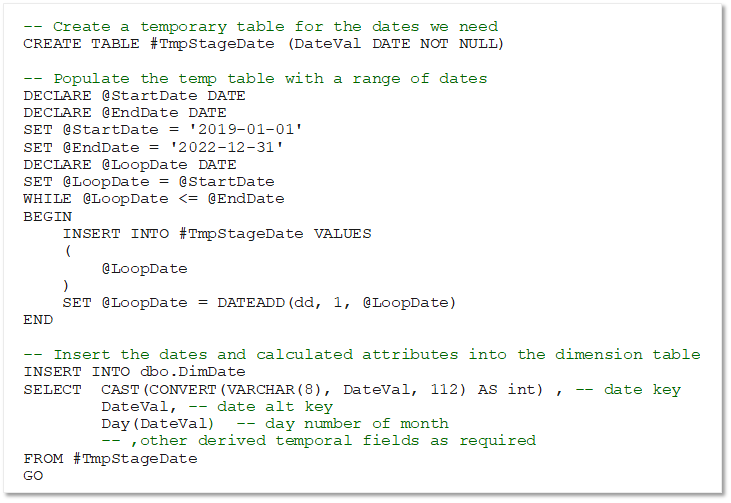 -- Create a temporary table for the dates we need
CREATE TABLE #TmpStageDate (DateVal DATE NOT NULL)

-- Populate the temp table with a range of dates
DECLARE @StartDate DATE
DECLARE @EndDate DATE
SET @StartDate = '2019-01-01'
SET @EndDate = '2022-12-31'
DECLARE @LoopDate DATE
SET @LoopDate = @StartDate
WHILE @LoopDate <= @EndDate
BEGIN
    INSERT INTO #TmpStageDate VALUES
    (
        @LoopDate
    )
    SET @LoopDate = DATEADD(dd, 1, @LoopDate)
END

-- Insert the dates and calculated attributes into the dimension table
INSERT INTO dbo.DimDate
SELECT  CAST(CONVERT(VARCHAR(8), DateVal, 112) AS int) , -- date key
        DateVal, -- date alt key
        Day(DateVal)  -- day number of month
        -- ,other derived temporal fields as required
FROM #TmpStageDate
GO